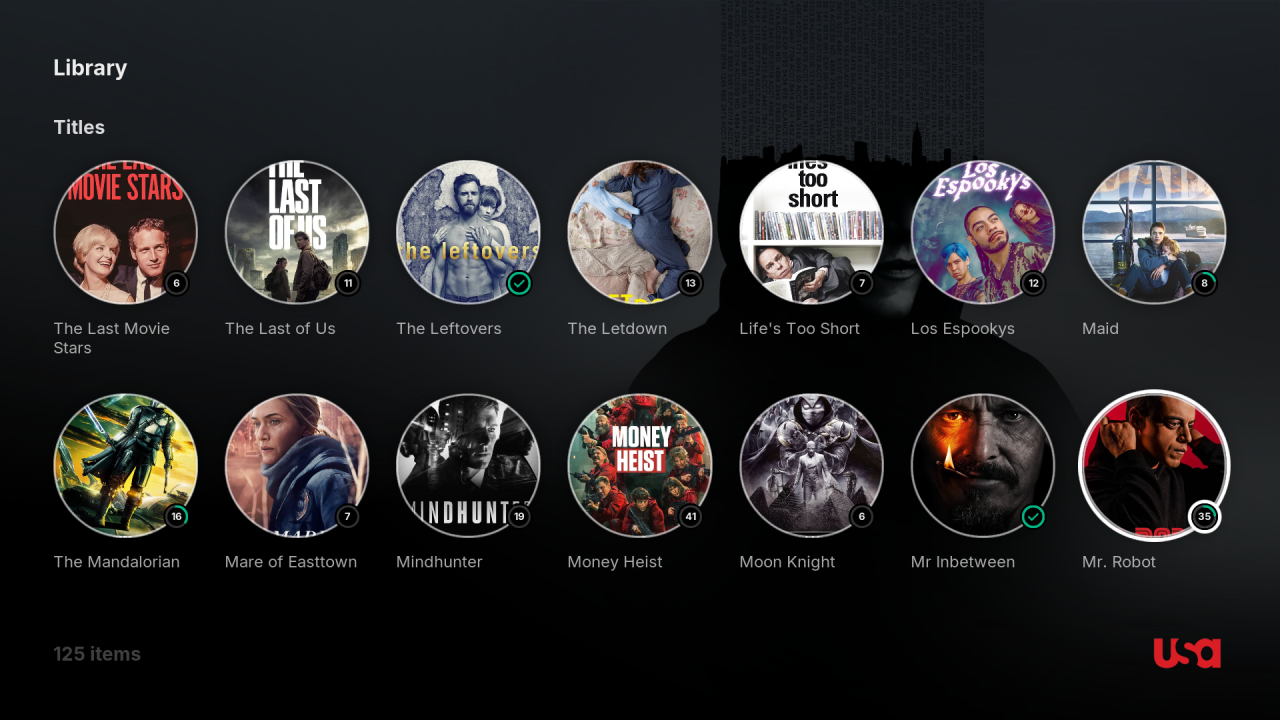 Library
Titles
THE LAST
MOVIE STARS
THE
LAST
OF US
the leftovers
too
short
Los
Espookys
6
11
13
7
12
8
The Last Movie
Stars
The Last of Us
The Leftovers
The Letdown
Life's Too Short
Los Espookys
Maid
MONEY
HEIST
MINDHUNTE
16
7
19
41
6
35
The Mandalorian
Mare of Easttown
Mindhunter
Money Heist
Moon Knight
Mr Inbetween
Mr. Robot
125 items
usa